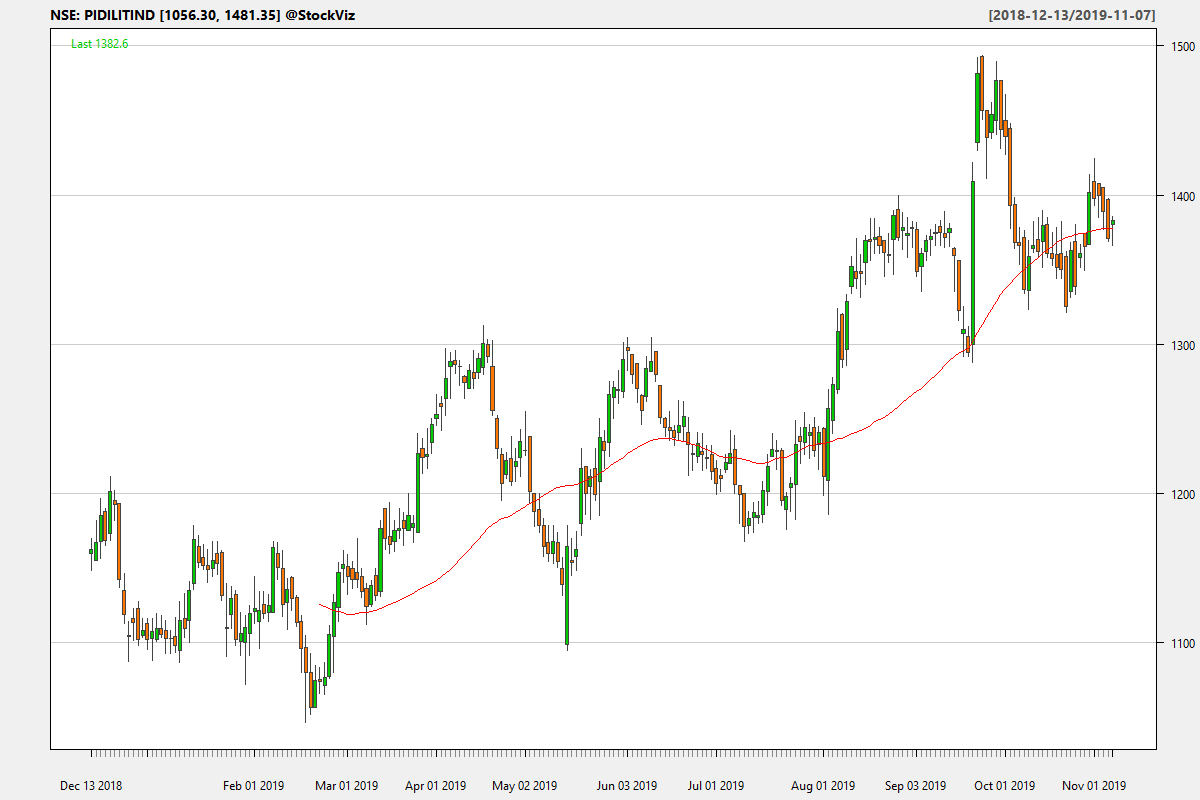 NSE: PIDILITIND [1056.30, 1481.35] @StockViz [2018-12-13/2019-11-07]
Last 1382.6
1500
1400
1300
1200
1100
Dec 13 2018 Feb 01 2019 Mar 01 2019 Apr 01 2019 May 02 2019 Jun 03 2019 Jul 01 2019 Aug 01 2019 Sep 03 2019 Oct 01 2019 Nov 01 2019